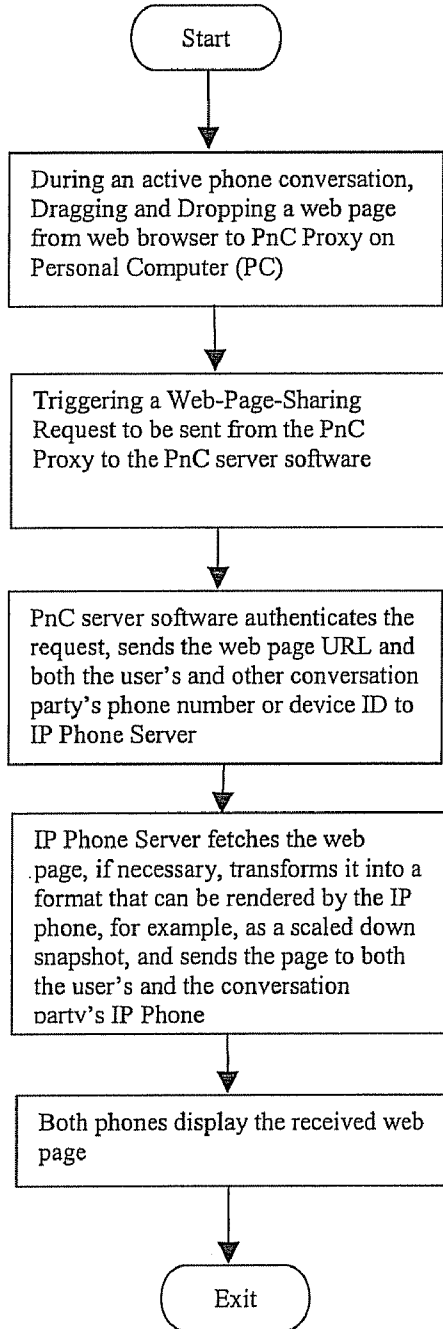 Start
During an active phone conversation,
Dragging and Dropping a web page
from web browser to PnC Proxy on
Personal Computer (PC)
Triggering a Web-Page-Sharing
Request to be sent from the PnC
Proxy to the PnC server software
PnC server software authenticates the
request, sends the web page URL and
both the user's and other conversation
party's phone number or device ID to
IP Phone Server
IP Phone Server fetches the web
page, if necessary, transforms it into a
format that can be rendered by the IP
phone, for example, as a scaled down
snapshot, and sends the page to both
the user's and the conversation
party's IP Phone
Both phones display the received web
page
Exit